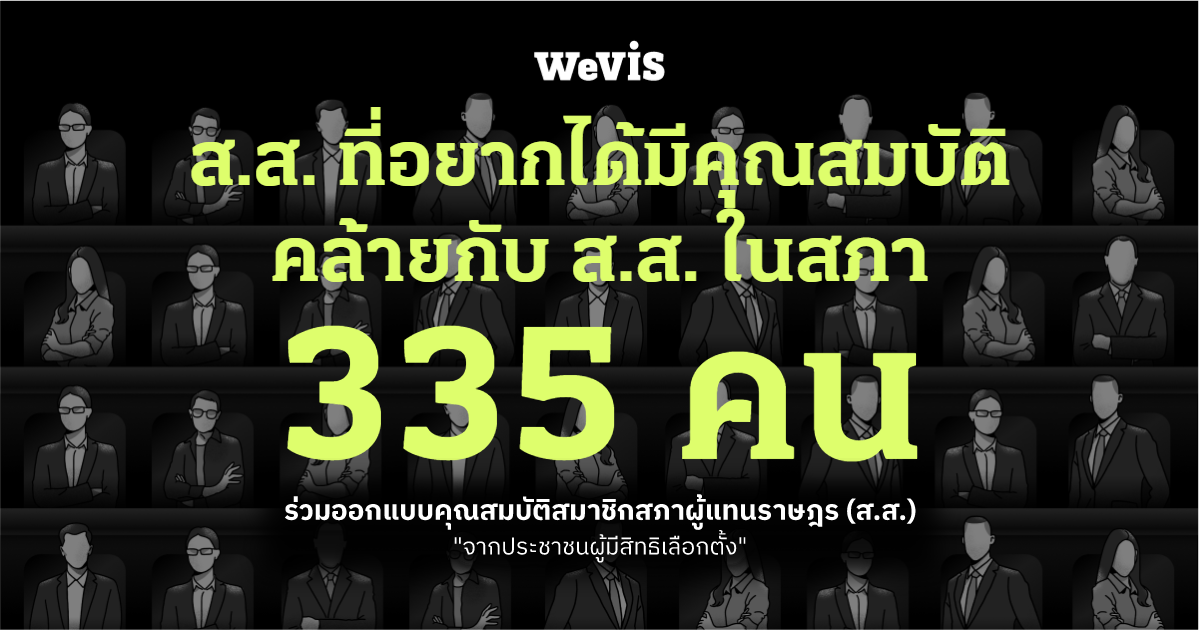 WeVIS
ส.ส. ที่อยากได้มีคุณสมบัติ
คล้ายกับ ส.ส. ในสภา
335 คน
ร่วมออกแบบคุณสมบัติสมาชิกสภาผู้แทนราษฎร (ส.ส.)
"จากประชาชนผู้มีสิทธิเลือกตั้ง"